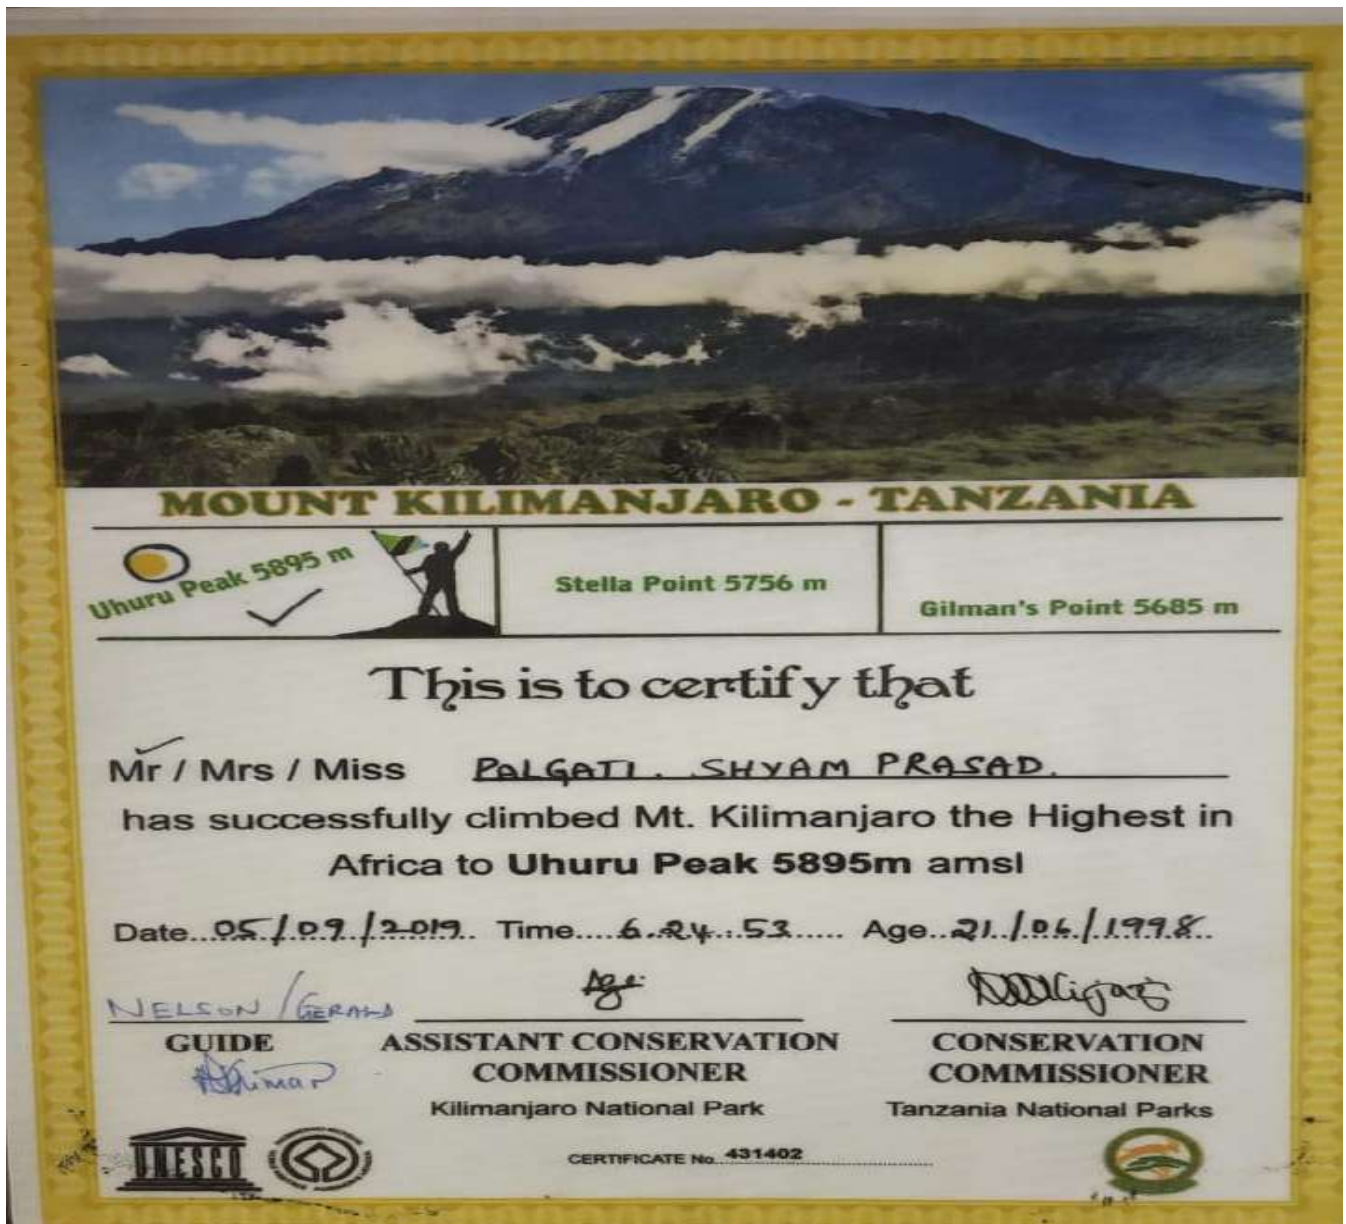 MOUNT KILIMANJARO - TANZANIA
Uhuru Peak 5895 m
Stella Point 5756 m
Gilman's Point 5685 m
This is to certify that
Mr / Mrs / Miss PALGATI. SHYAM PRASAD.
has successfully climbed Mt. Kilimanjaro the Highest in
Africa to Uhuru Peak 5895m amsl
Date..05/09/2019. Time....6.24:53..... Age..21/06/1998.
NELSON / GERALD
GUIDE
ASSISTANT CONSERVATION
COMMISSIONER
Kilimanjaro National Park
CONSERVATION
COMMISSIONER
Tanzania National Parks
UNESCO
CERTIFICATE No. 431402